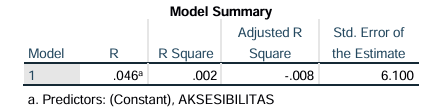 Model Summary
Model R R Square Adjusted R Square Std. Error of the Estimate
1 .046a .002 -.008 6.100
a. Predictors: (Constant), AKSESIBILITAS